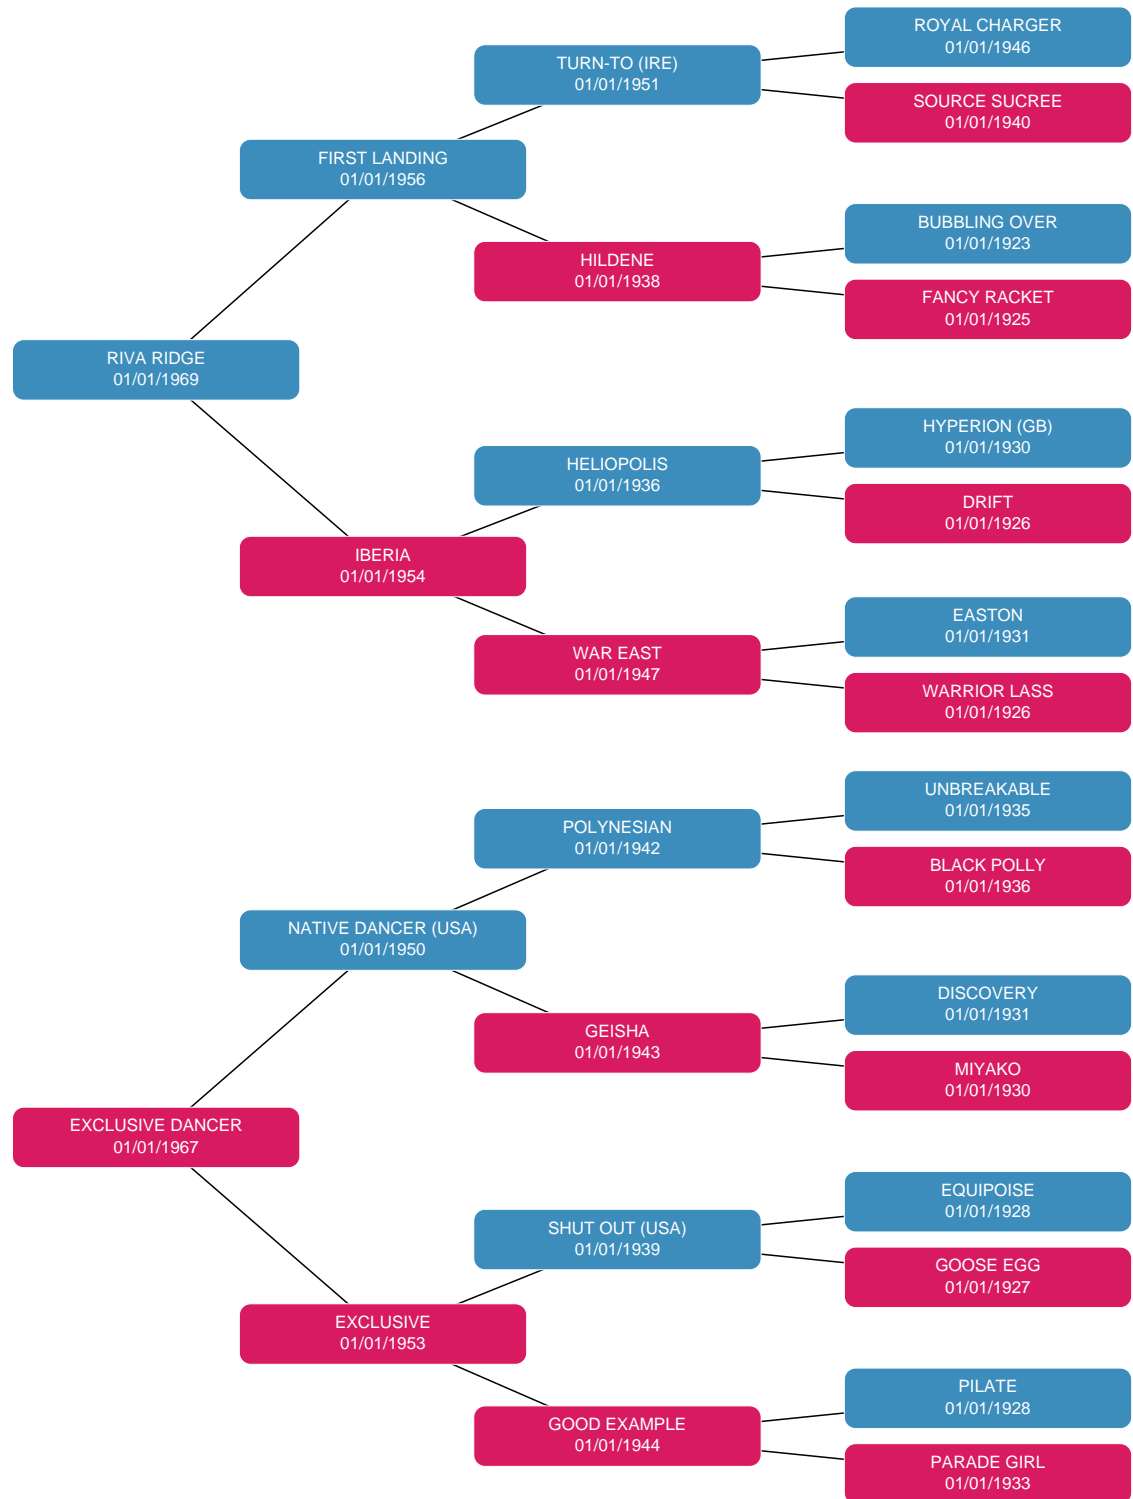 ROYAL CHARGER
01/01/1946
TURN-TO (IRE)
01/01/1951
SOURCE SUCREE
01/01/1940
FIRST LANDING
01/01/1956
BUBBLING OVER
01/01/1923
HILDENE
01/01/1938
FANCY RACKET
01/01/1925
RIVA RIDGE
01/01/1969
HYPERION (GB)
01/01/1930
HELIOPOLIS
01/01/1936
DRIFT
01/01/1926
IBERIA
01/01/1954
EASTON
01/01/1931
WAR EAST
01/01/1947
WARRIOR LASS
01/01/1926
UNBREAKABLE
01/01/1935
POLYNESIAN
01/01/1942
BLACK POLLY
01/01/1936
NATIVE DANCER (USA)
01/01/1950
DISCOVERY
01/01/1931
GEISHA
01/01/1943
MIYAKO
01/01/1930
EXCLUSIVE DANCER
01/01/1967
EQUIPOISE
01/01/1928
SHUT OUT (USA)
01/01/1939
GOOSE EGG
01/01/1927
EXCLUSIVE
01/01/1953
PILATE
01/01/1928
GOOD EXAMPLE
01/01/1944
PARADE GIRL
01/01/1933